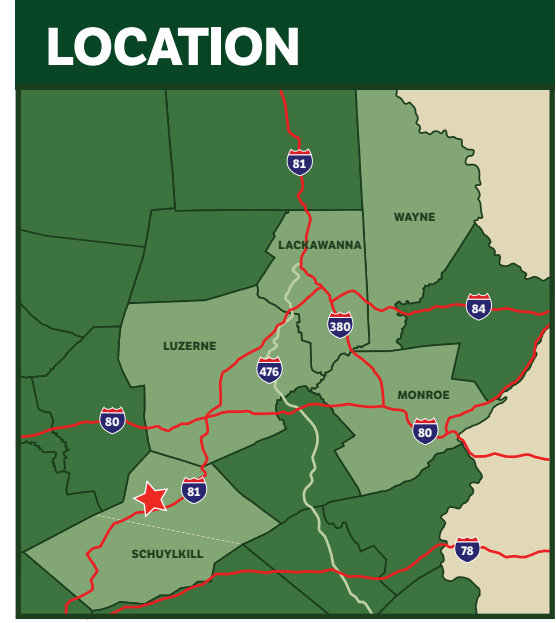 LOCATION
81
WAYNE
LACKAWANNA
84
380
LUZERNE
476
MONROE
80
80
81
SCHUYLKILL
78